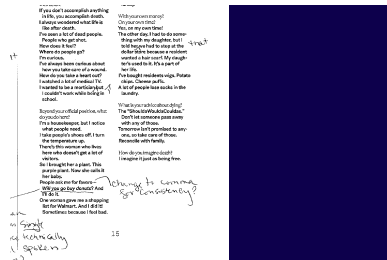 If you don't accomplish anything
in life, you accomplish death.
I always wondered what life is
like after death.
I've seen a lot of dead people.
People who get shot.
How does it feel?
Where do people go?
I'm curious.
I've always been curious about
how you take care of a wound.
How do you take a heart out?
I watched a lot of medical TV.
I wanted to be a mortician but
I couldn't work while being in
school.
Beyond your official position, what
do you do here?
I'm a housekeeper, but I notice
what people need.
I take people's shoes off, I turn
the temperature up.
There's this woman who lives
here who doesn't get a lot of
visitors.
So I brought her a plant. This
purple plant. Now she calls it
her baby.
People ask me for favors—
Will you go buy donuts? And
I'll do it.
One woman gave me a shopping
list for Walmart. And I did it!
Sometimes because I feel bad.
With your own money?
On your own time?
Yes, on my own time!
The other day, I had to do some-
thing with my daughter, but I
told her we had to stop at the
dollar store because a resident
wanted a hair scarf. My daugh-
ter's used to it. It's a part of
her life.
I've bought residents wigs. Potato
chips. Cheese puffs.
A lot of people lose socks in the
laundry.
What is your advice about dying?
The "Shoulda Woulda Couldas."
Don't let someone pass away
with any of those.
Tomorrow isn't promised to any-
one, so take care of those.
Reconcile with family.
How do you imagine death?
I imagine it just as being free.
that
it
change to comma
for consistency?
technically
spoken
15